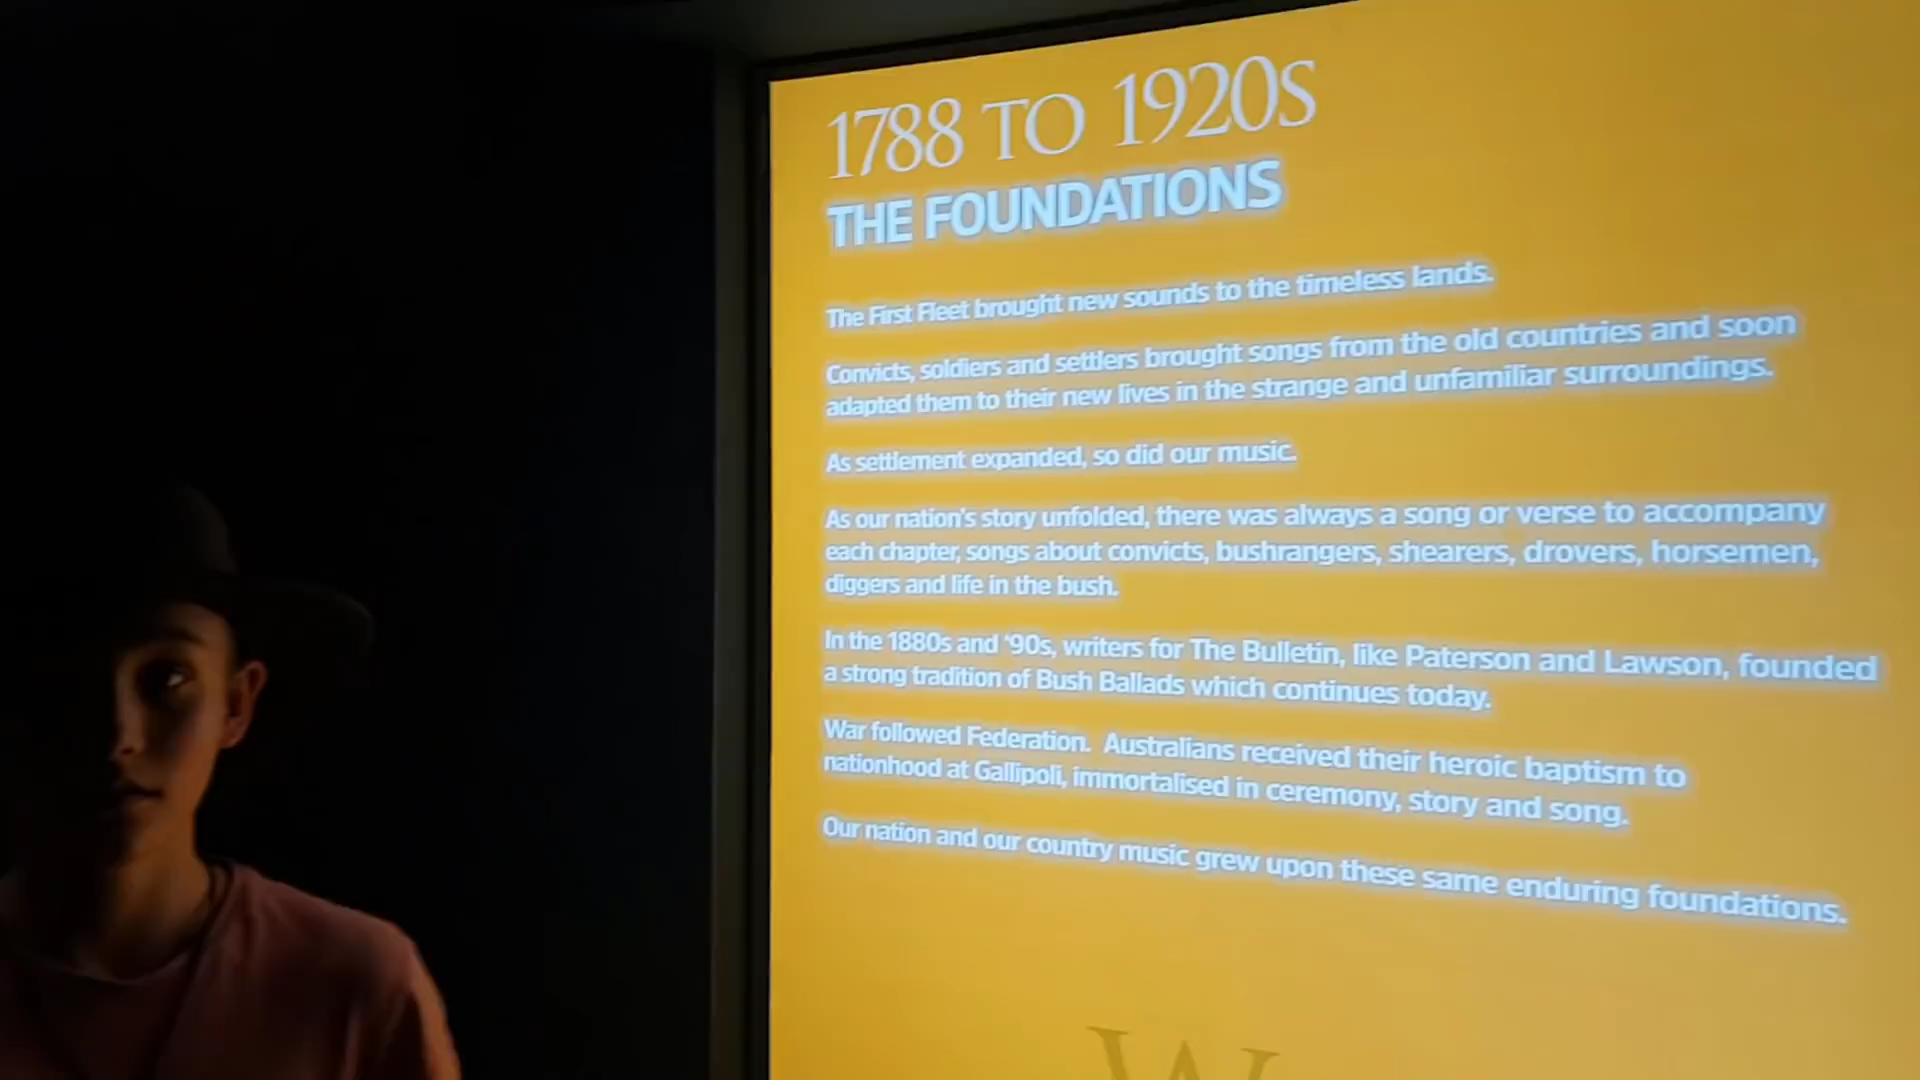 1788 TO 1920S
THE FOUNDATIONS
The First Fleet brought new sounds to the timeless lands.
Convicts, soldiers and settlers brought songs from the old countries and soon
adapted them to their new lives in the strange and unfamiliar surroundings.
As settlement expanded, so did our music.
As our nation's story unfolded, there was always a song or verse to accompany
each chapter, songs about convicts, bushrangers, shearers, drovers, horsemen,
diggers and life in the bush.
In the 1880s and '90s, writers for The Bulletin, like Paterson and Lawson, founded
a strong tradition of Bush Ballads which continues today.
War followed Federation. Australians received their heroic baptism to
nationhood at Gallipoli, immortalised in ceremony, story and song.
Our nation and our country music grew upon these same enduring foundations.
W